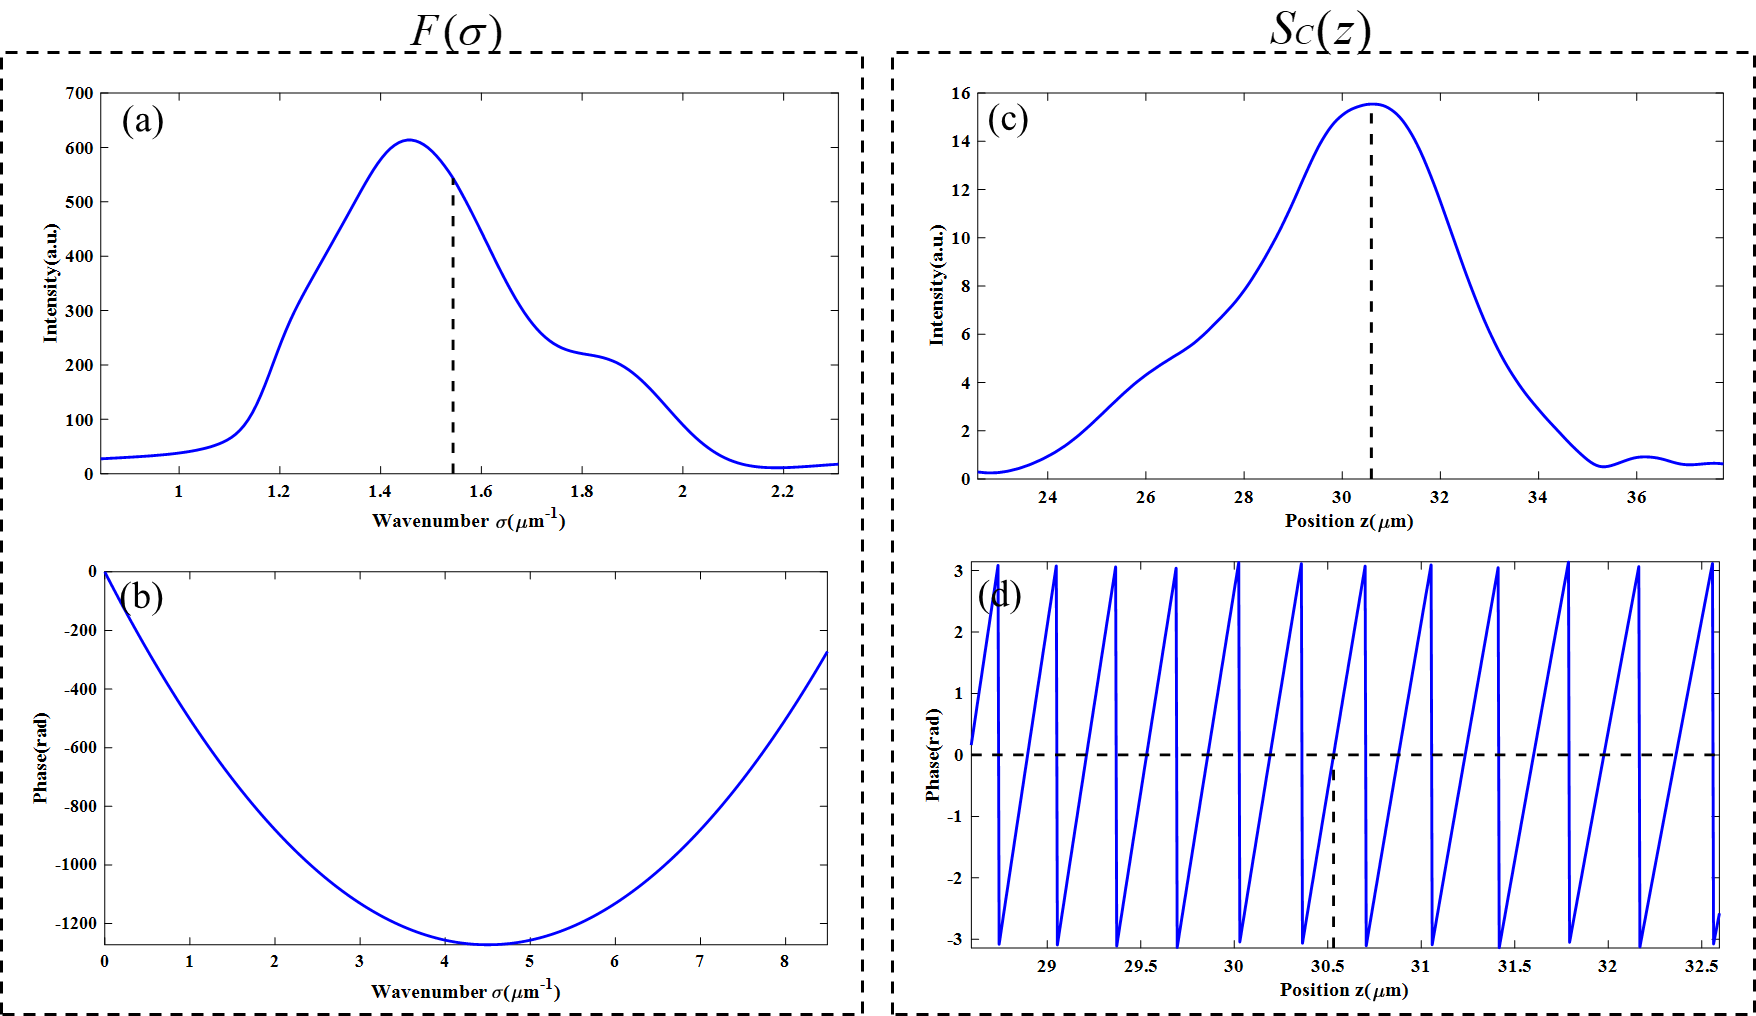 F(σ)
S_C(z)
(a)
700
600
500
400
300
200
100
0
Intensity(a.u.)
1 1.2 1.4 1.6 1.8 2 2.2
Wavenumber σ(μm⁻¹)
(b)
0
-200
-400
-600
-800
-1000
-1200
Phase(rad)
0 1 2 3 4 5 6 7 8
Wavenumber σ(μm⁻¹)
(c)
16
14
12
10
8
6
4
2
0
Intensity(a.u.)
24 26 28 30 32 34 36
Position z(μm)
(d)
3
2
1
0
-1
-2
-3
Phase(rad)
29 29.5 30 30.5 31 31.5 32 32.5
Position z(μm)